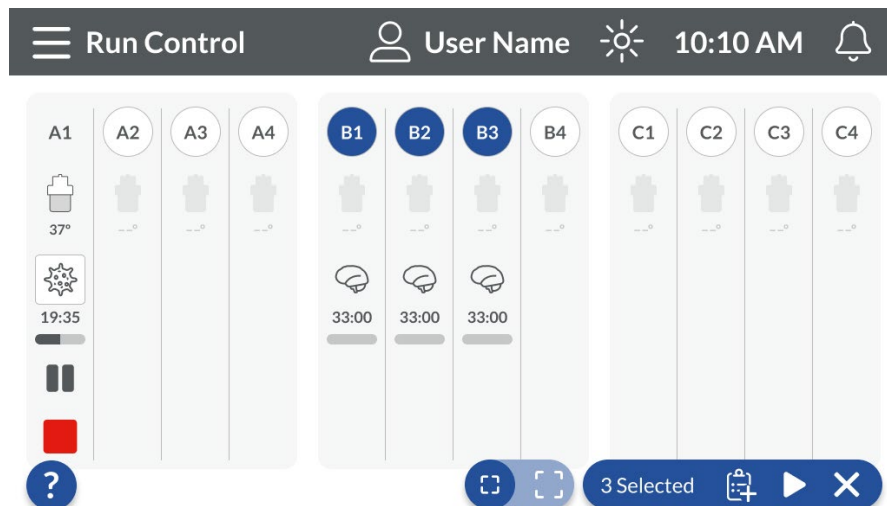 Run Control User Name 10:10 AM
A1 A2 A3 A4 B1 B2 B3 B4 C1 C2 C3 C4
37° --° --° --° --° --° --° --° --° --° --° --°
19:35 33:00 33:00 33:00
? 3 Selected